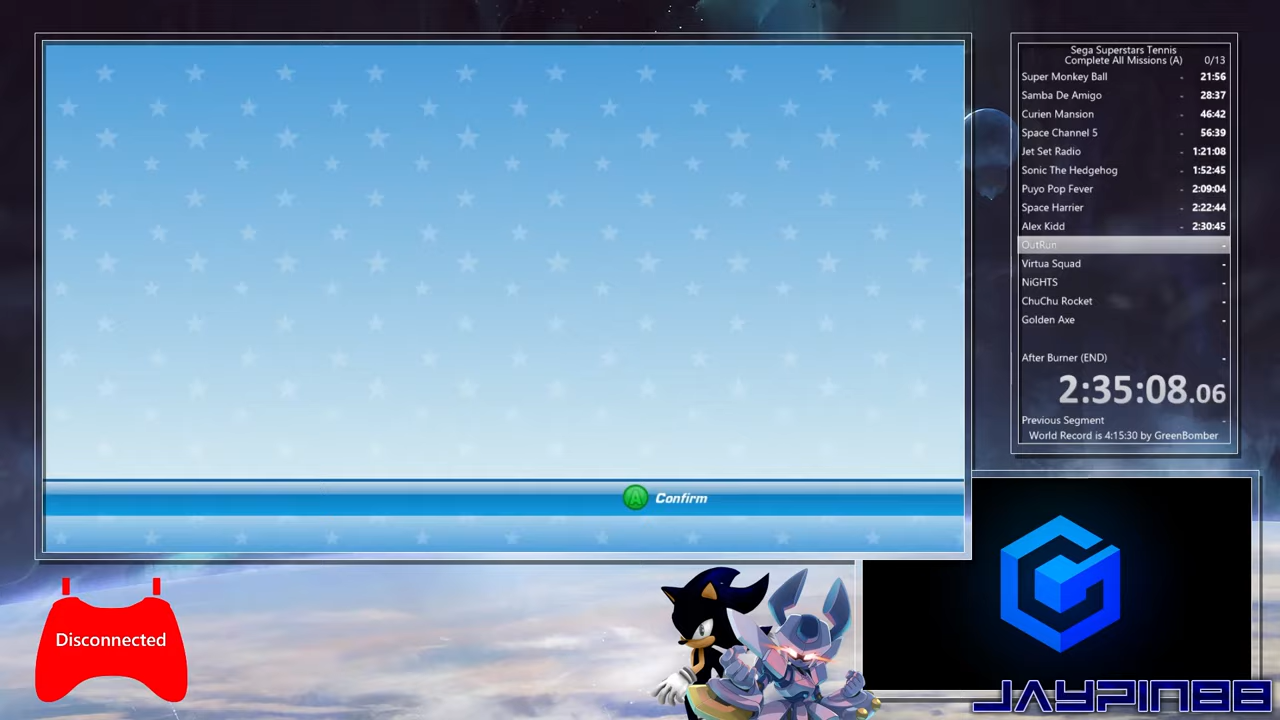 Sega Superstars Tennis
Complete All Missions (A) 0/13
Super Monkey Ball - 21:56
Samba De Amigo - 28:37
Curien Mansion - 46:42
Space Channel 5 - 56:39
Jet Set Radio - 1:21:08
Sonic The Hedgehog - 1:52:45
Puyo Pop Fever - 2:09:04
Space Harrier - 2:22:44
Alex Kidd - 2:30:45
OutRun -
Virtua Squad -
NiGHTS -
ChuChu Rocket -
Golden Axe -
After Burner (END) -
2:35:08.06
Previous Segment -
World Record is 4:15:30 by GreenBomber
A Confirm
Disconnected
JAYPIN88